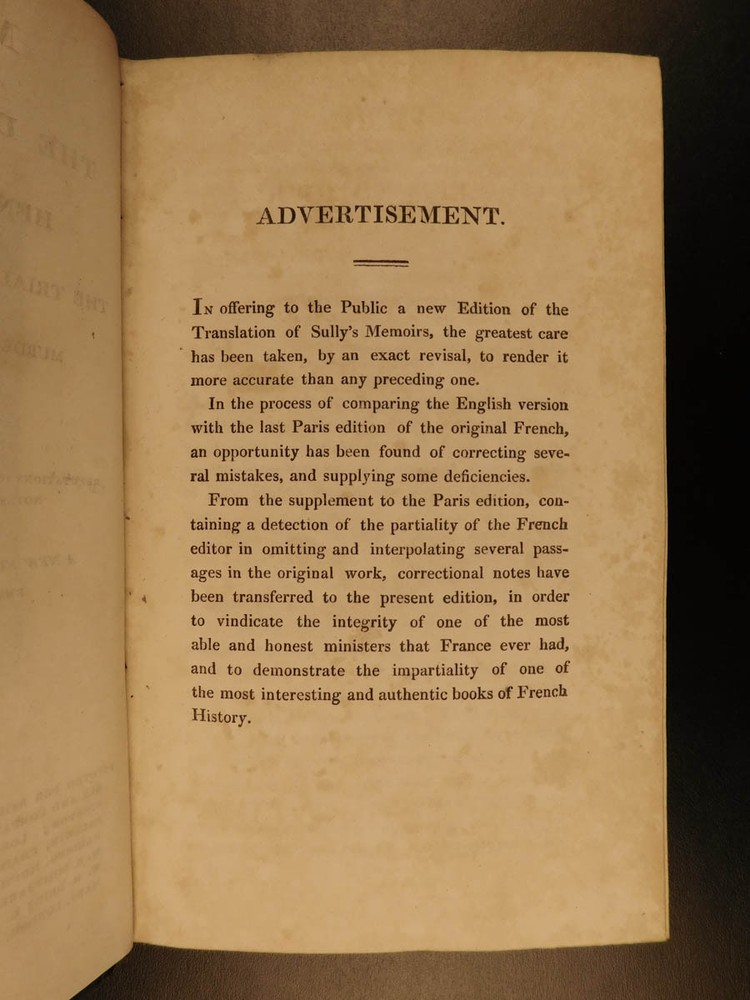 ADVERTISEMENT.
IN offering to the Public a new Edition of the
Translation of Sully's Memoirs, the greatest care
has been taken, by an exact revisal, to render it
more accurate than any preceding one.
In the process of comparing the English version
with the last Paris edition of the original French,
an opportunity has been found of correcting seve-
ral mistakes, and supplying some deficiencies.
From the supplement to the Paris edition, con-
taining a detection of the partiality of the French
editor in omitting and interpolating several pass-
ages in the original work, correctional notes have
been transferred to the present edition, in order
to vindicate the integrity of one of the most
able and honest ministers that France ever had,
and to demonstrate the impartiality of one of
the most interesting and authentic books of French
History.